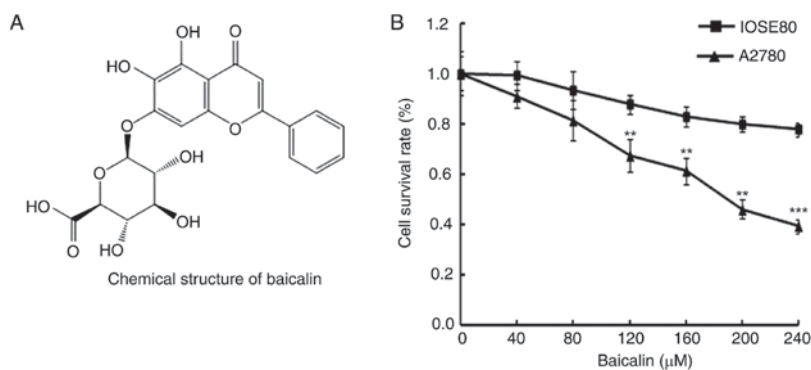 A
OH
O
OH
HO
O
O
O
OH
HO
OH
O
HO
Chemical structure of baicalin
B
IOSE80
A2780
Cell survival rate (%)
1.2
1.0
0.8
0.6
0.4
1.2
0.0
**
**
**
***
0 40 80 120 160 200 240
Baicalin (μM)